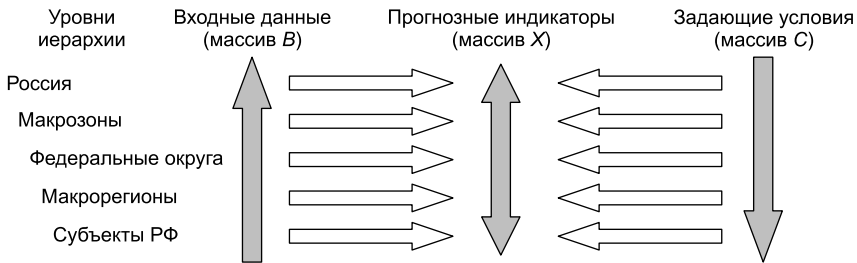 Уровни
иерархии
Входные данные
(массив B)
Прогнозные индикаторы
(массив X)
Задающие условия
(массив C)
Россия
Макрозоны
Федеральные округа
Макрорегионы
Субъекты РФ